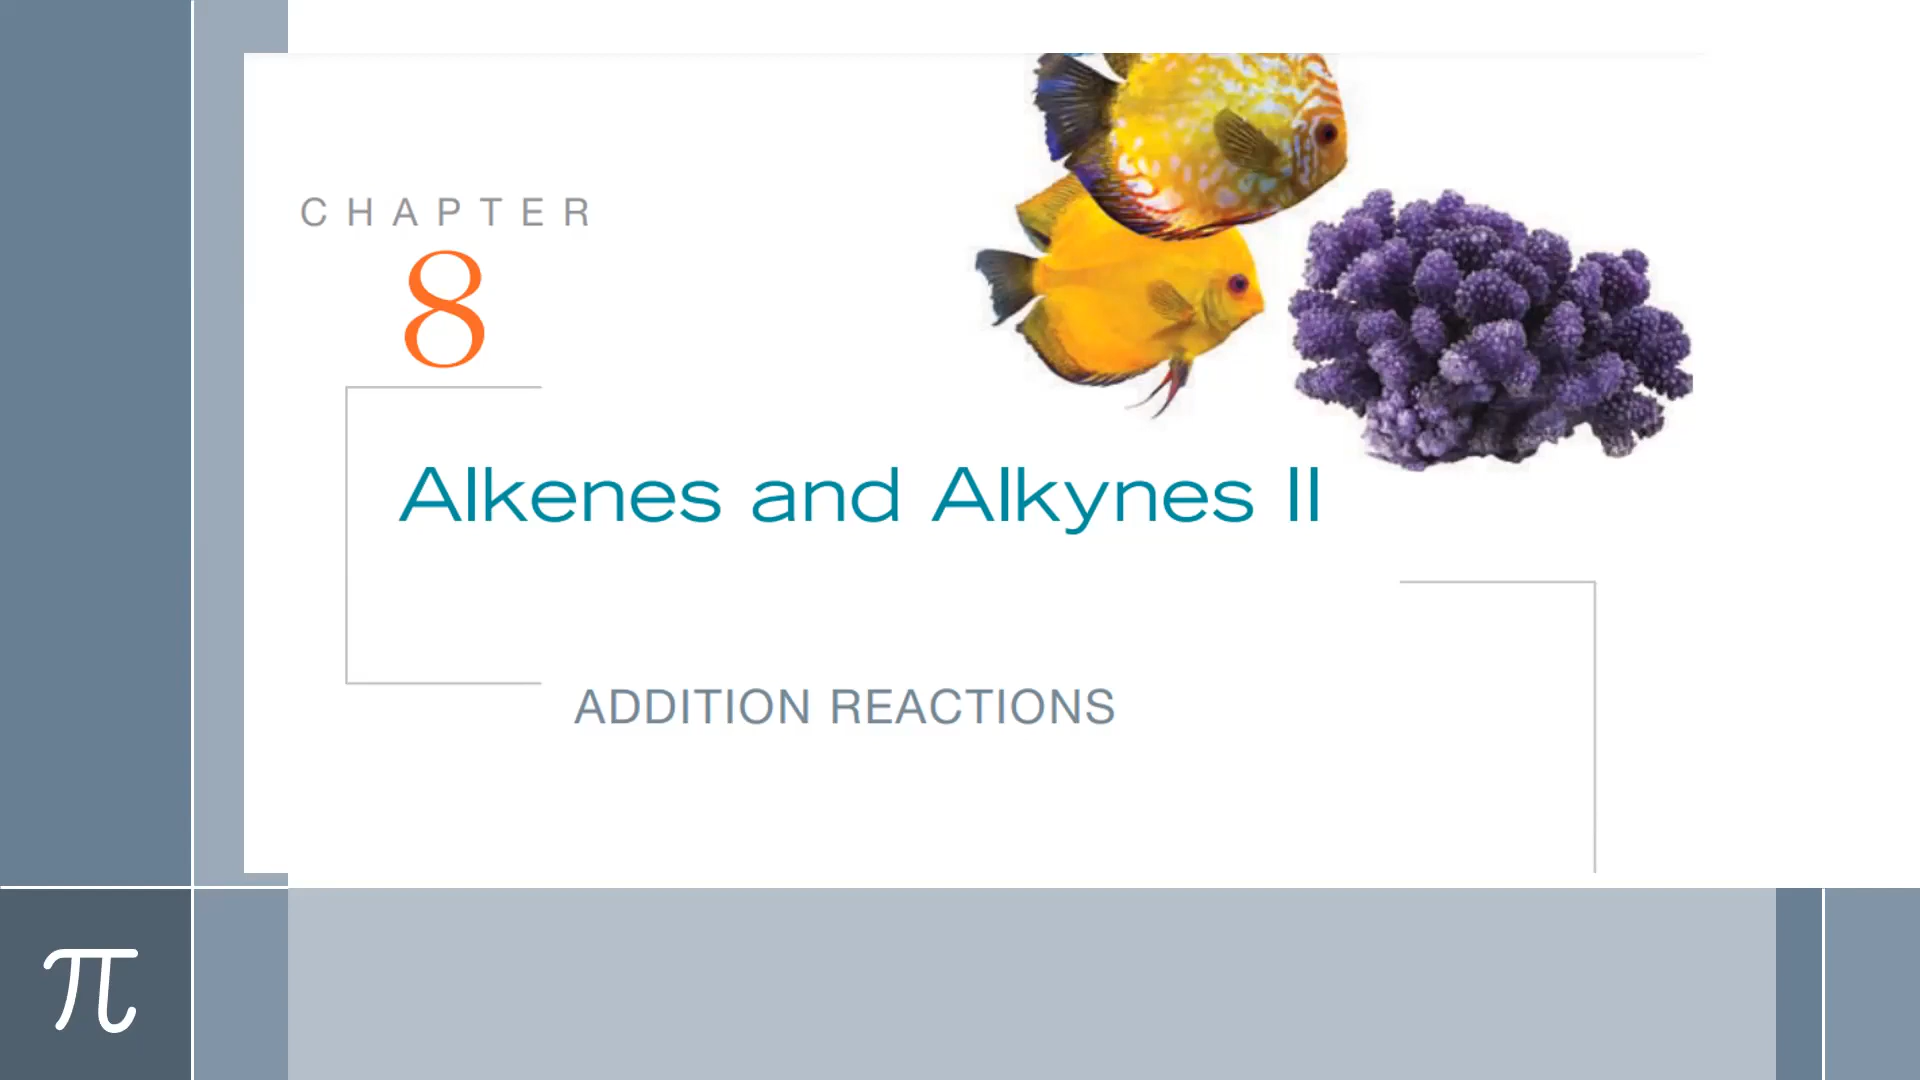 CHAPTER
8
Alkenes and Alkynes II
ADDITION REACTIONS
π